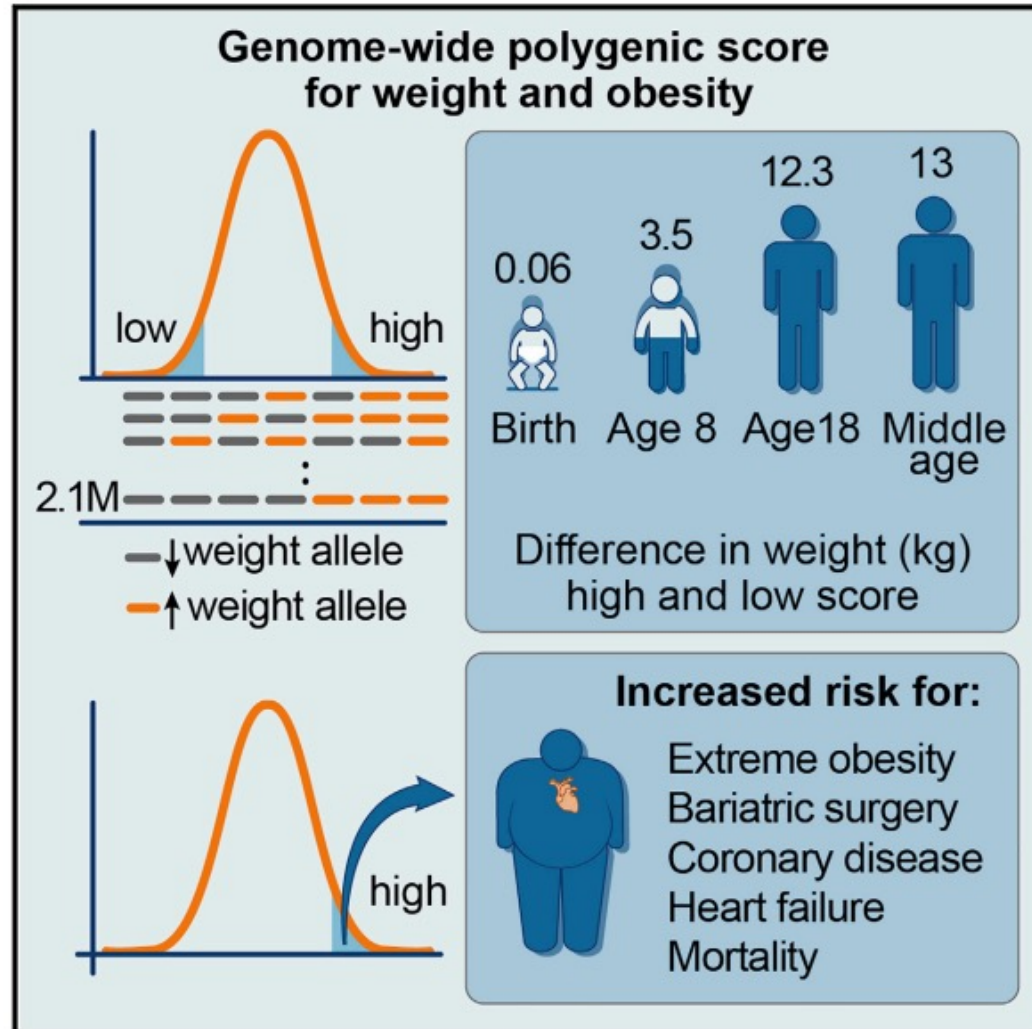 Genome-wide polygenic score
for weight and obesity
low
high
2.1M
↓weight allele
↑weight allele
0.06
3.5
12.3
13
Birth
Age 8
Age18
Middle
age
Difference in weight (kg)
high and low score
high
Increased risk for:
Extreme obesity
Bariatric surgery
Coronary disease
Heart failure
Mortality